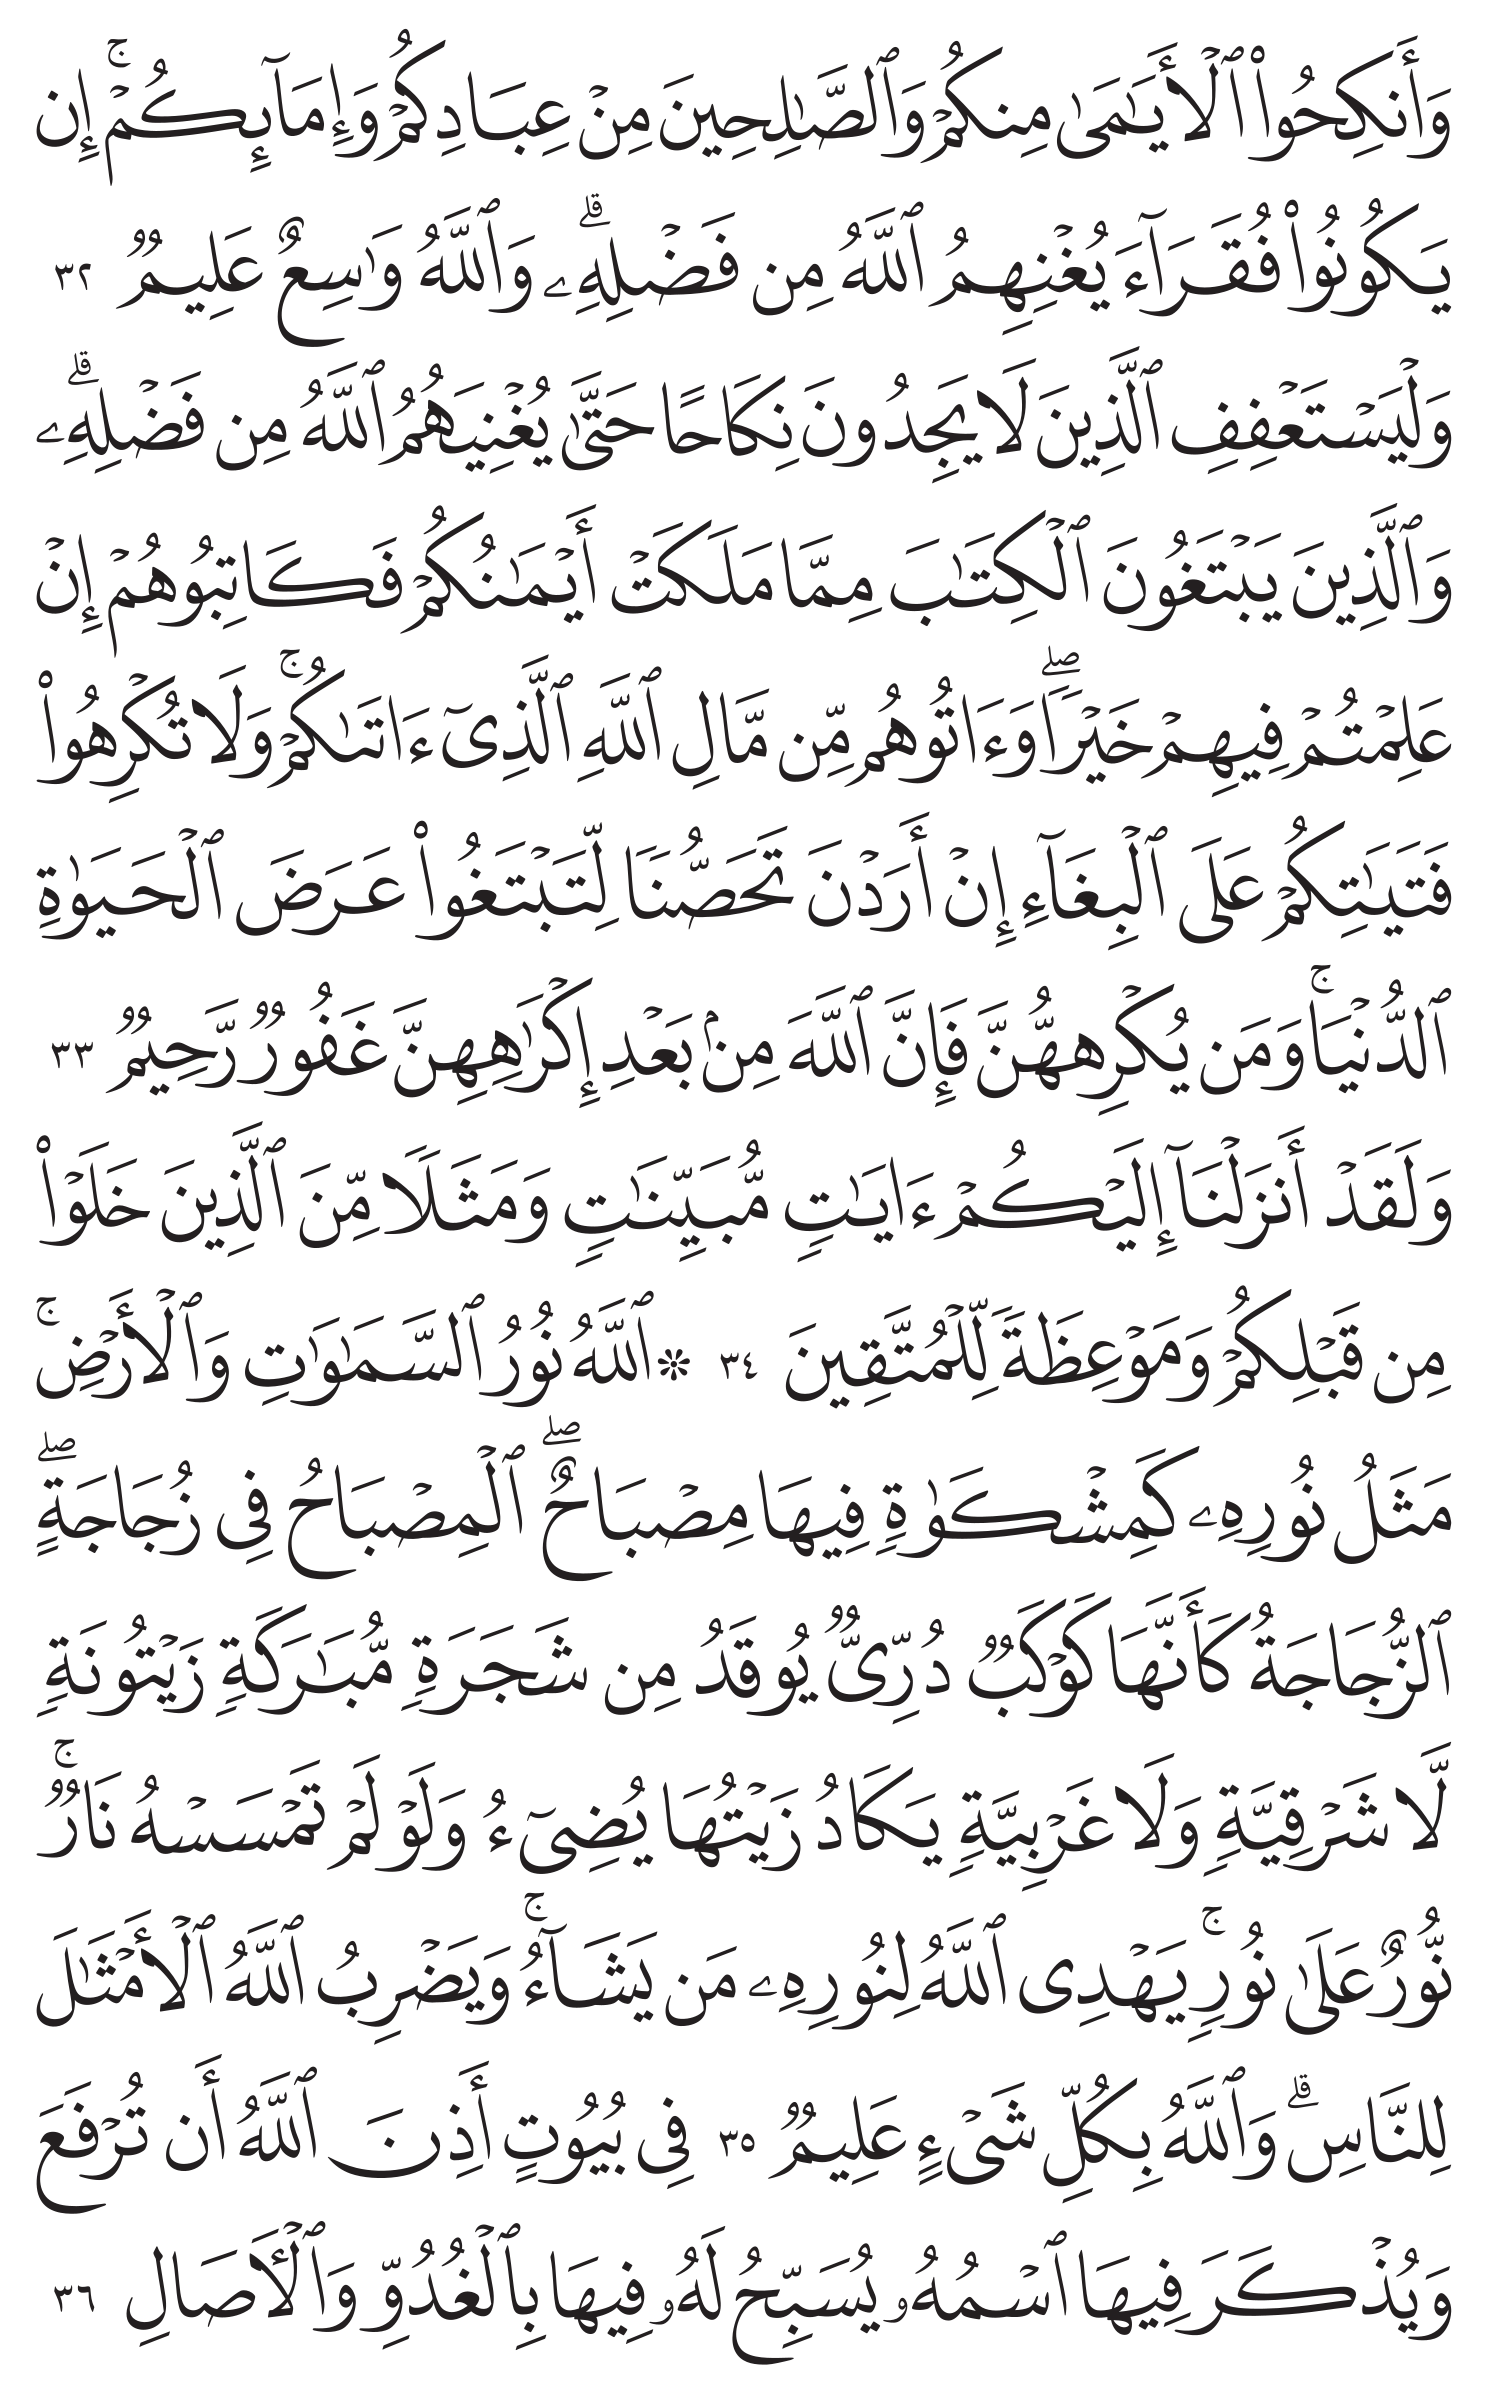 وَأَنكِحُوا۟ ٱلْأَيَـٰمَىٰ مِنكُمْ وَٱلصَّـٰلِحِينَ مِنْ عِبَادِكُمْ وَإِمَآئِكُمْ ۚ إِن
يَكُونُوا۟ فُقَرَآءَ يُغْنِهِمُ ٱللَّهُ مِن فَضْلِهِۦ ۗ وَٱللَّهُ وَٰسِعٌ عَلِيمٌ ٣٢
وَلْيَسْتَعْفِفِ ٱلَّذِينَ لَا يَجِدُونَ نِكَاحًا حَتَّىٰ يُغْنِيَهُمُ ٱللَّهُ مِن فَضْلِهِۦ ۗ
وَٱلَّذِينَ يَبْتَغُونَ ٱلْكِتَـٰبَ مِمَّا مَلَكَتْ أَيْمَـٰنُكُمْ فَكَاتِبُوهُمْ إِنْ
عَلِمْتُمْ فِيهِمْ خَيْرًا ۖ وَءَاتُوهُم مِّن مَّالِ ٱللَّهِ ٱلَّذِىٓ ءَاتَىٰكُمْ ۚ وَلَا تُكْرِهُوا۟
فَتَيَـٰتِكُمْ عَلَى ٱلْبِغَآءِ إِنْ أَرَدْنَ تَحَصُّنًا لِّتَبْتَغُوا۟ عَرَضَ ٱلْحَيَوٰةِ
ٱلدُّنْيَا ۚ وَمَن يُكْرِههُّنَّ فَإِنَّ ٱللَّهَ مِنۢ بَعْدِ إِكْرَٰهِهِنَّ غَفُورٌ رَّحِيمٌ ٣٣
وَلَقَدْ أَنزَلْنَآ إِلَيْكُمْ ءَايَـٰتٍ مُّبَيِّنَـٰتٍ وَمَثَلًا مِّنَ ٱلَّذِينَ خَلَوْا۟
مِن قَبْلِكُمْ وَمَوْعِظَةً لِّلْمُتَّقِينَ ٣٤ ۞ ٱللَّهُ نُورُ ٱلسَّمَـٰوَٰتِ وَٱلْأَرْضِ ۚ
مَثَلُ نُورِهِۦ كَمِشْكَوٰةٍ فِيهَا مِصْبَاحٌ ۖ ٱلْمِصْبَاحُ فِى زُجَاجَةٍ ۖ
ٱلزُّجَاجَةُ كَأَنَّهَا كَوْكَبٌ دُرِّىٌّ يُوقَدُ مِن شَجَرَةٍ مُّبَـٰرَكَةٍ زَيْتُونَةٍ
لَّا شَرْقِيَّةٍ وَلَا غَرْبِيَّةٍ يَكَادُ زَيْتُهَا يُضِىٓءُ وَلَوْ لَمْ تَمْسَسْهُ نَارٌ ۚ
نُّورٌ عَلَىٰ نُورٍ ۚ يَهْدِى ٱللَّهُ لِنُورِهِۦ مَن يَشَآءُ ۚ وَيَضْرِبُ ٱللَّهُ ٱلْأَمْثَـٰلَ
لِلنَّاسِ ۗ وَٱللَّهُ بِكُلِّ شَىْءٍ عَلِيمٌ ٣٥ فِى بُيُوتٍ أَذِنَ ٱللَّهُ أَن تُرْفَعَ
وَيُذْكَرَ فِيهَا ٱسْمُهُۥ يُسَبِّحُ لَهُۥ فِيهَا بِٱلْغُدُوِّ وَٱلْـَٔاصَالِ ٣٦